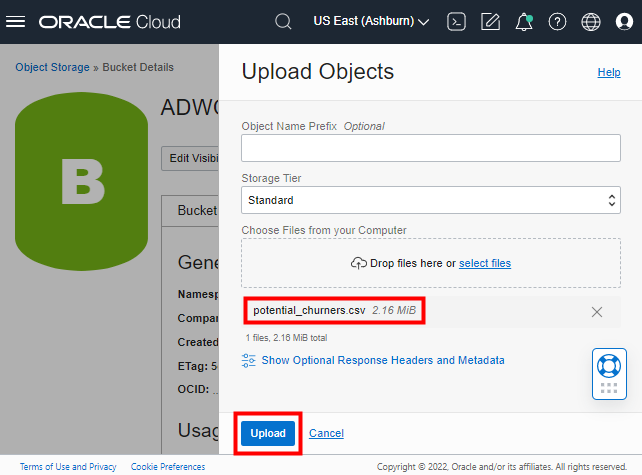 ORACLE Cloud
US East (Ashburn)
Object Storage » Bucket Details
B
ADWC
Edit Visibi
Bucket
Gene
Namesp
Compar
Created
ETag: 5
OCID: ..
Usag
Upload Objects
Help
Object Name Prefix Optional
Storage Tier
Standard
Choose Files from your Computer
Drop files here or select files
potential_churners.csv 2.16 MiB
1 files, 2.16 MiB total
Show Optional Response Headers and Metadata
Upload Cancel
Terms of Use and Privacy Cookie Preferences
Copyright © 2022, Oracle and/or its affiliates. All rights reserved.